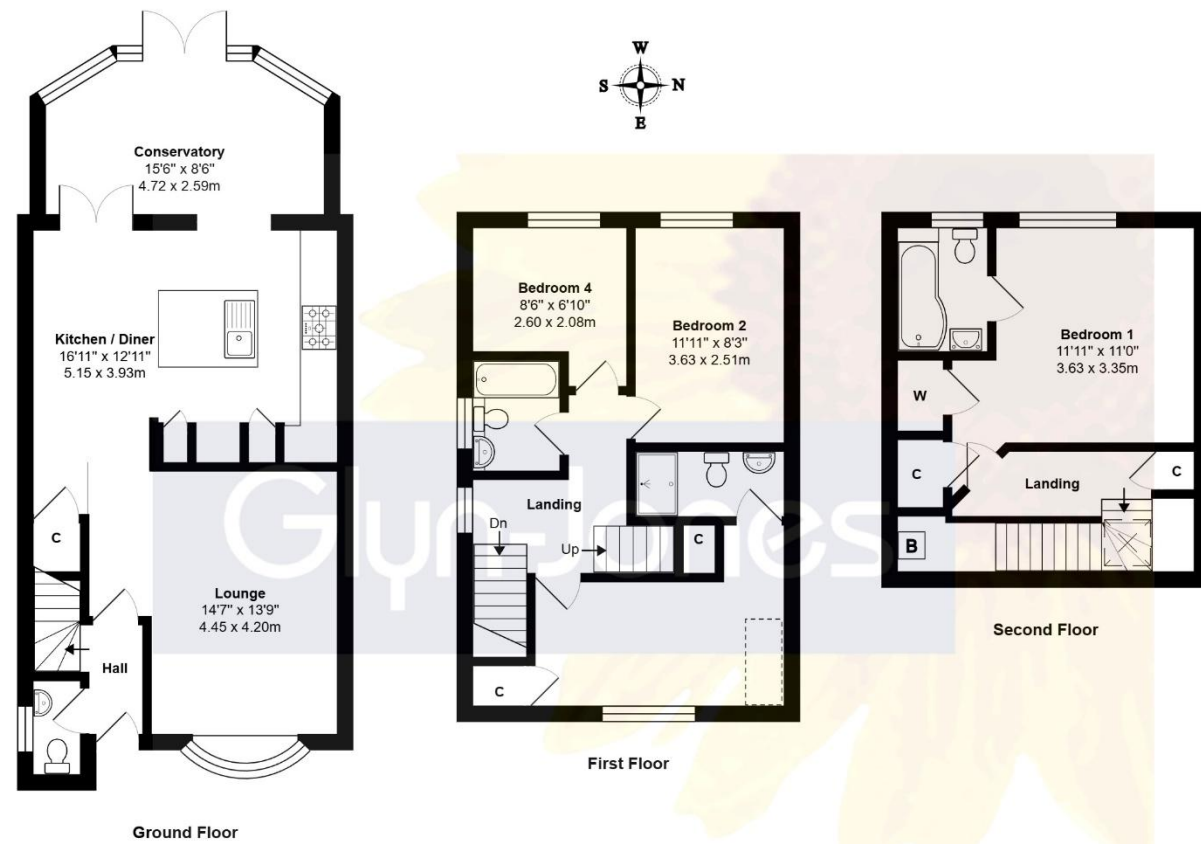 W
S N
E
Conservatory
15'6" x 8'6"
4.72 x 2.59m
Kitchen / Diner
16'11" x 12'11"
5.15 x 3.93m
C
Lounge
14'7" x 13'9"
4.45 x 4.20m
Hall
Ground Floor
Bedroom 4
8'6" x 6'10"
2.60 x 2.08m
Bedroom 2
11'11" x 8'3"
3.63 x 2.51m
Landing
Dn
Up
C
C
First Floor
Bedroom 1
11'11" x 11'0"
3.63 x 3.35m
W
C
Landing
C
B
Second Floor
Glyn-Jones